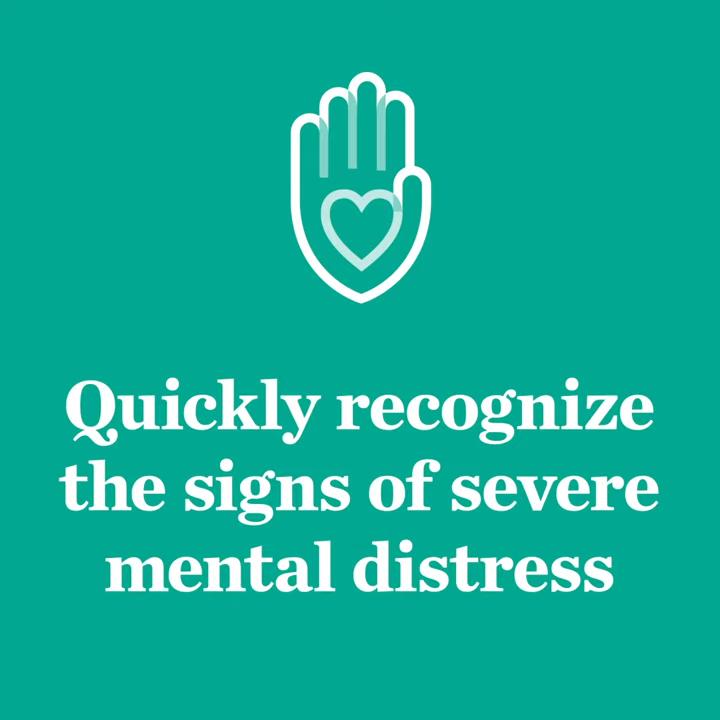 Quickly recognize
the signs of severe
mental distress